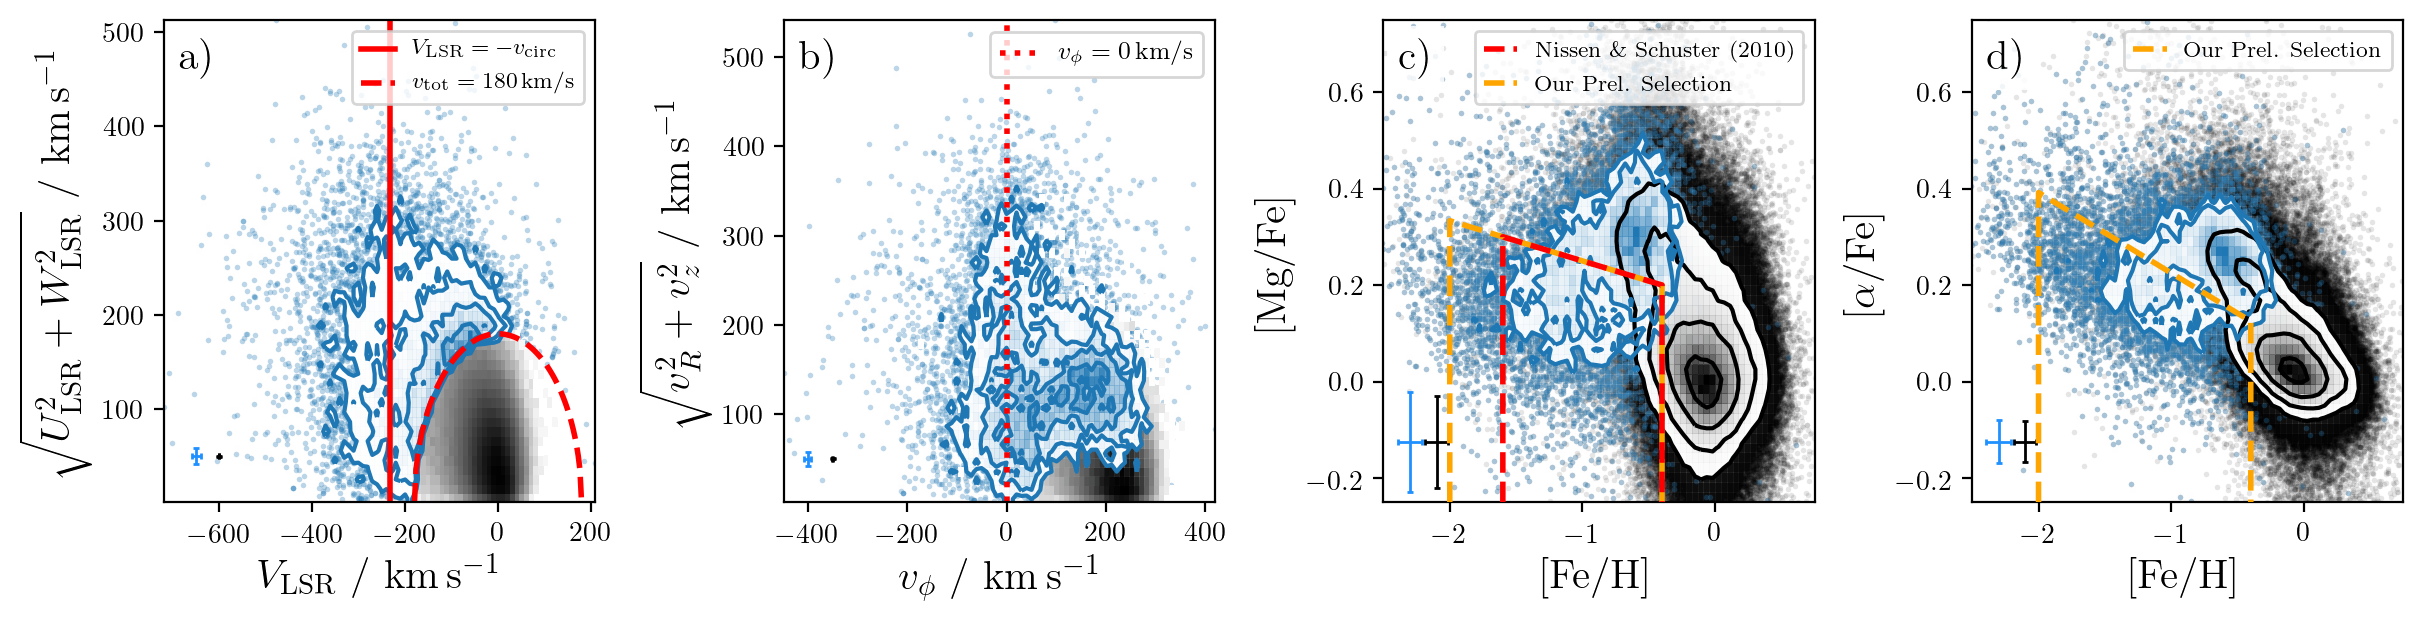 a)
V_LSR = −v_circ
v_tot = 180 km/s
500
400
300
200
100
√(U²_LSR + W²_LSR) / km s⁻¹
−600 −400 −200 0 200
V_LSR / km s⁻¹
b)
v_ϕ = 0 km/s
500
400
300
200
100
√(v²_R + v²_z) / km s⁻¹
−400 −200 0 200 400
v_ϕ / km s⁻¹
c)
Nissen & Schuster (2010)
Our Prel. Selection
0.6
0.4
0.2
0.0
−0.2
[Mg/Fe]
−2 −1 0
[Fe/H]
d)
Our Prel. Selection
0.6
0.4
0.2
0.0
−0.2
[α/Fe]
−2 −1 0
[Fe/H]